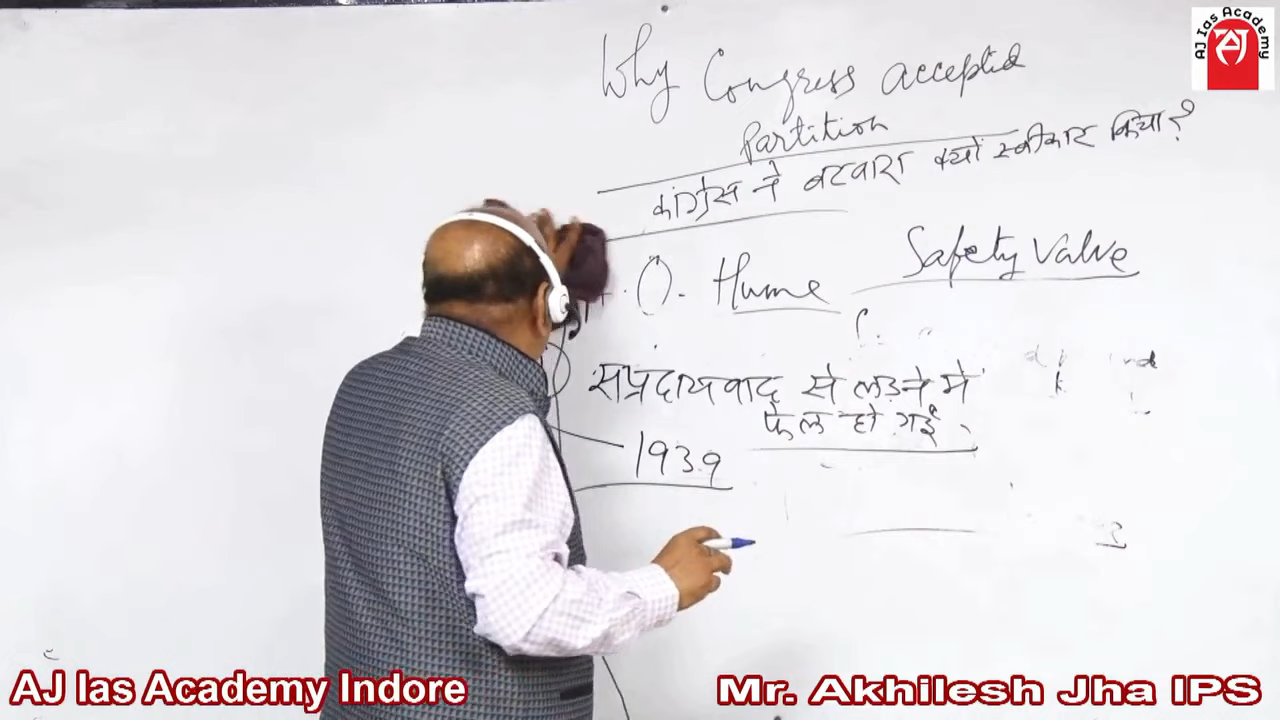 AJ Ias Academy
AJ
Why Congress accepted
Partition
कांग्रेस ने बटवारा क्यों स्वीकार किया?
O. Hume
Safety Valve
संप्रदायवाद से लड़ने में
फेल हो गई
1939
AJ Ias Academy Indore
Mr. Akhilesh Jha IPS